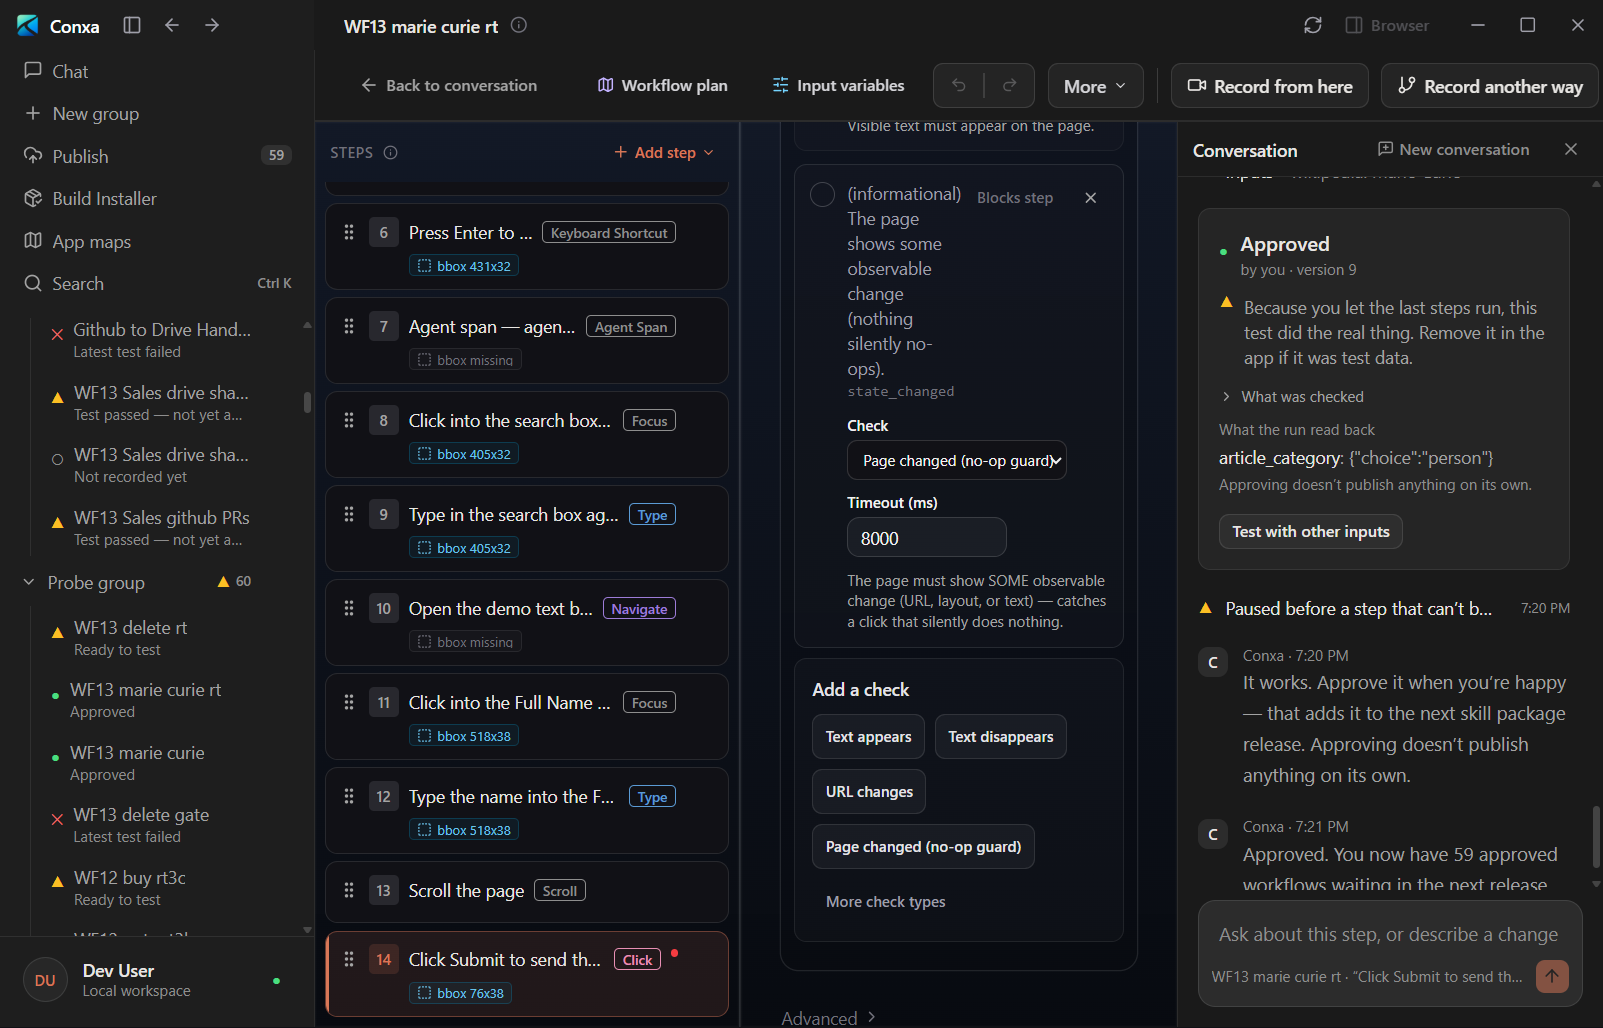 Conxa
WF13 marie curie rt
Browser
Chat
New group
Publish
59
Build Installer
App maps
Search
Ctrl K
Github to Drive Hand...
Latest test failed
WF13 Sales drive sha...
Test passed — not yet a...
WF13 Sales drive sha...
Not recorded yet
WF13 Sales github PRs
Test passed — not yet a...
Probe group
60
WF13 delete rt
Ready to test
WF13 marie curie rt
Approved
WF13 marie curie
Approved
WF13 delete gate
Latest test failed
WF12 buy rt3c
Ready to test
DU
Dev User
Local workspace
Back to conversation
Workflow plan
Input variables
More
Record from here
Record another way
STEPS
Add step
6
Press Enter to ...
Keyboard Shortcut
bbox 431x32
7
Agent span — agen...
Agent Span
bbox missing
8
Click into the search box...
Focus
bbox 405x32
9
Type in the search box ag...
Type
bbox 405x32
10
Open the demo text b...
Navigate
bbox missing
11
Click into the Full Name ...
Focus
bbox 518x38
12
Type the name into the F...
Type
bbox 518x38
13
Scroll the page
Scroll
14
Click Submit to send th...
Click
bbox 76x38
Visible text must appear on the page.
(informational)
The page
shows some
observable
change
(nothing
silently no-
ops).
Blocks step
state_changed
Check
Page changed (no-op guard)
Timeout (ms)
8000
The page must show SOME observable
change (URL, layout, or text) — catches
a click that silently does nothing.
Add a check
Text appears
Text disappears
URL changes
Page changed (no-op guard)
More check types
Advanced
Conversation
New conversation
Approved
by you · version 9
Because you let the last steps run, this
test did the real thing. Remove it in the
app if it was test data.
What was checked
What the run read back
article_category: {"choice":"person"}
Approving doesn't publish anything on its own.
Test with other inputs
Paused before a step that can't b...
7:20 PM
C
Conxa · 7:20 PM
It works. Approve it when you're happy
— that adds it to the next skill package
release. Approving doesn't publish
anything on its own.
C
Conxa · 7:21 PM
Approved. You now have 59 approved
workflows waiting in the next release
Ask about this step, or describe a change
WF13 marie curie rt · "Click Submit to send th...